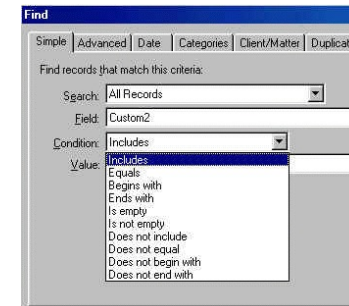 Find
Simple Advanced Date Categories Client/Matter Duplicat
Find records that match this criteria:
Search: All Records
Field: Custom2
Condition: Includes
Value:
Includes
Equals
Begins with
Ends with
Is empty
Is not empty
Does not include
Does not equal
Does not begin with
Does not end with